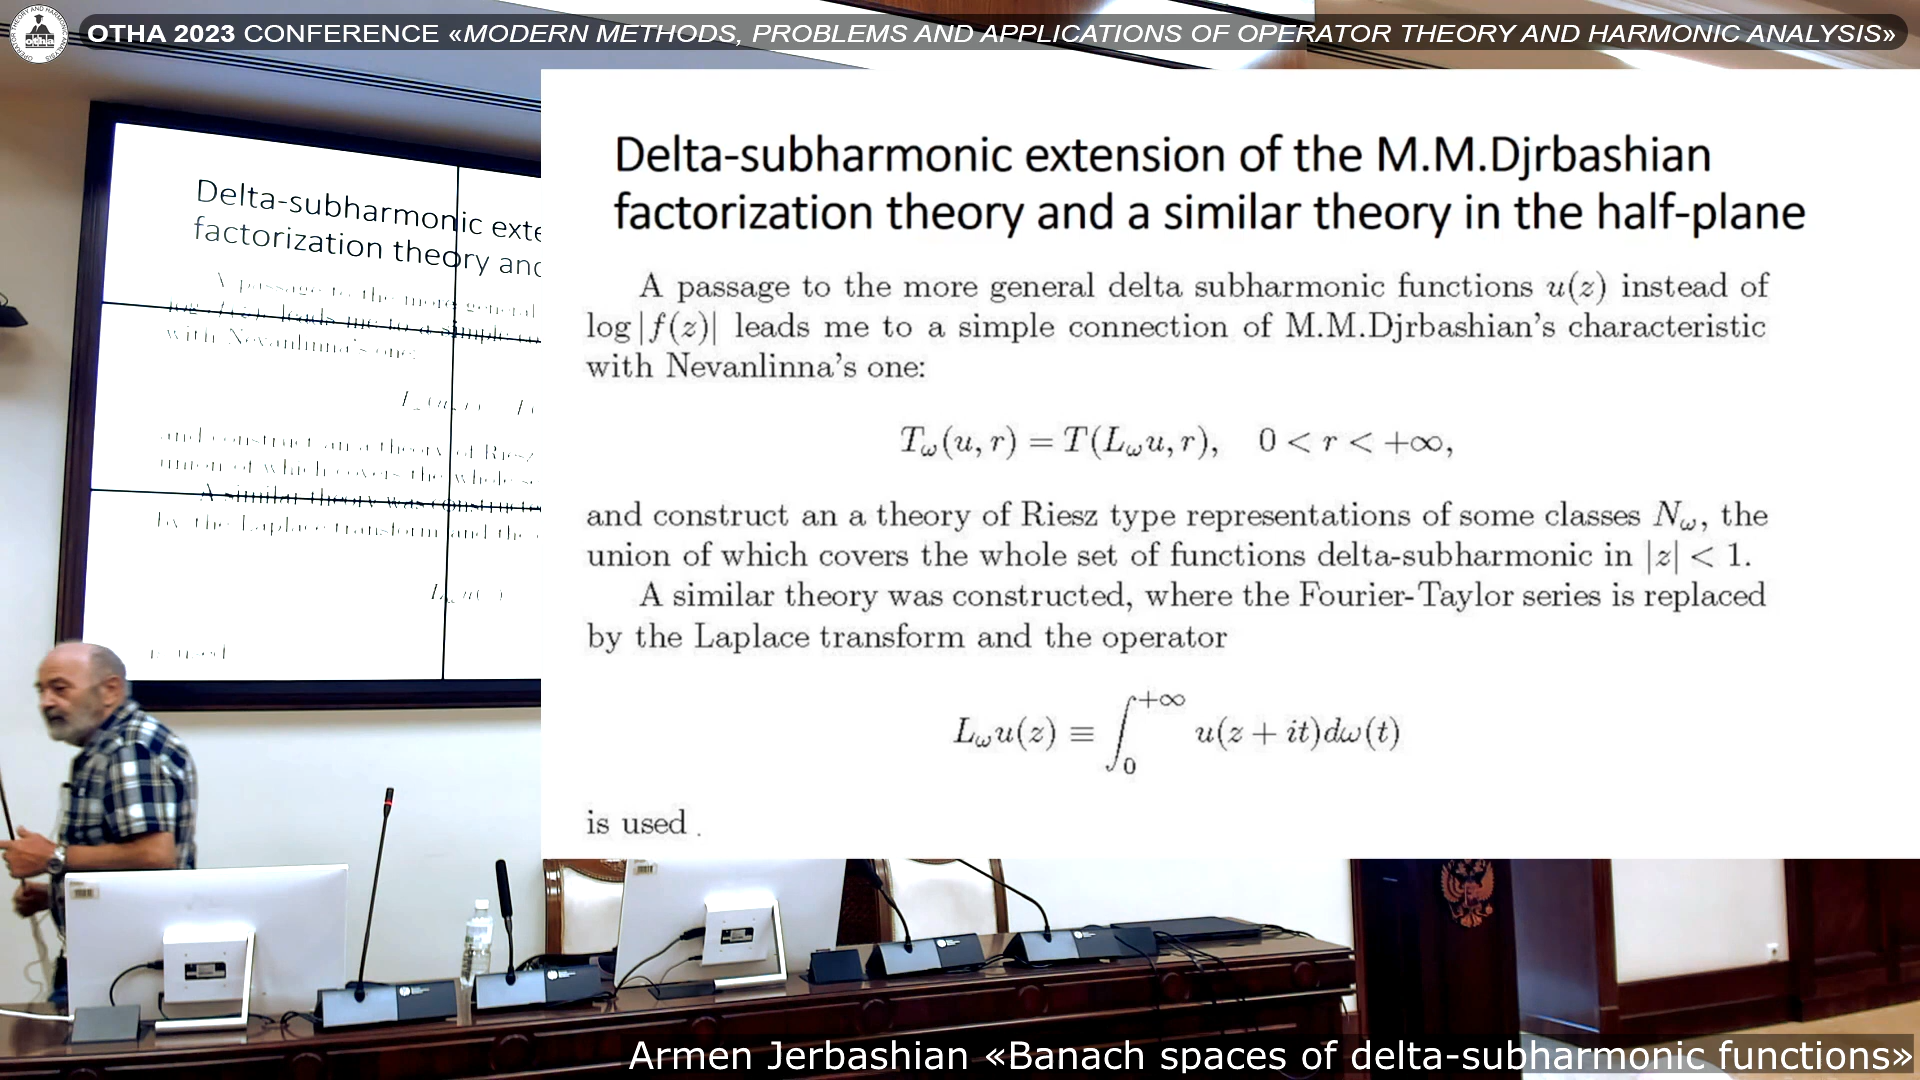 OTHA 2023 CONFERENCE «MODERN METHODS, PROBLEMS AND APPLICATIONS OF OPERATOR THEORY AND HARMONIC ANALYSIS»
Delta-subharmonic exte
factorization theory and
Delta-subharmonic extension of the M.M.Djrbashian
factorization theory and a similar theory in the half-plane
A passage to the more general delta subharmonic functions u(z) instead of
log|f(z)| leads me to a simple connection of M.M.Djrbashian's characteristic
with Nevanlinna's one:
T_ω(u, r) = T(L_ωu, r), 0 < r < +∞,
and construct an a theory of Riesz type representations of some classes N_ω, the
union of which covers the whole set of functions delta-subharmonic in |z| < 1.
A similar theory was constructed, where the Fourier-Taylor series is replaced
by the Laplace transform and the operator
L_ωu(z) ≡ ∫_0^{+∞} u(z + it)dω(t)
is used .
Armen Jerbashian «Banach spaces of delta-subharmonic functions»